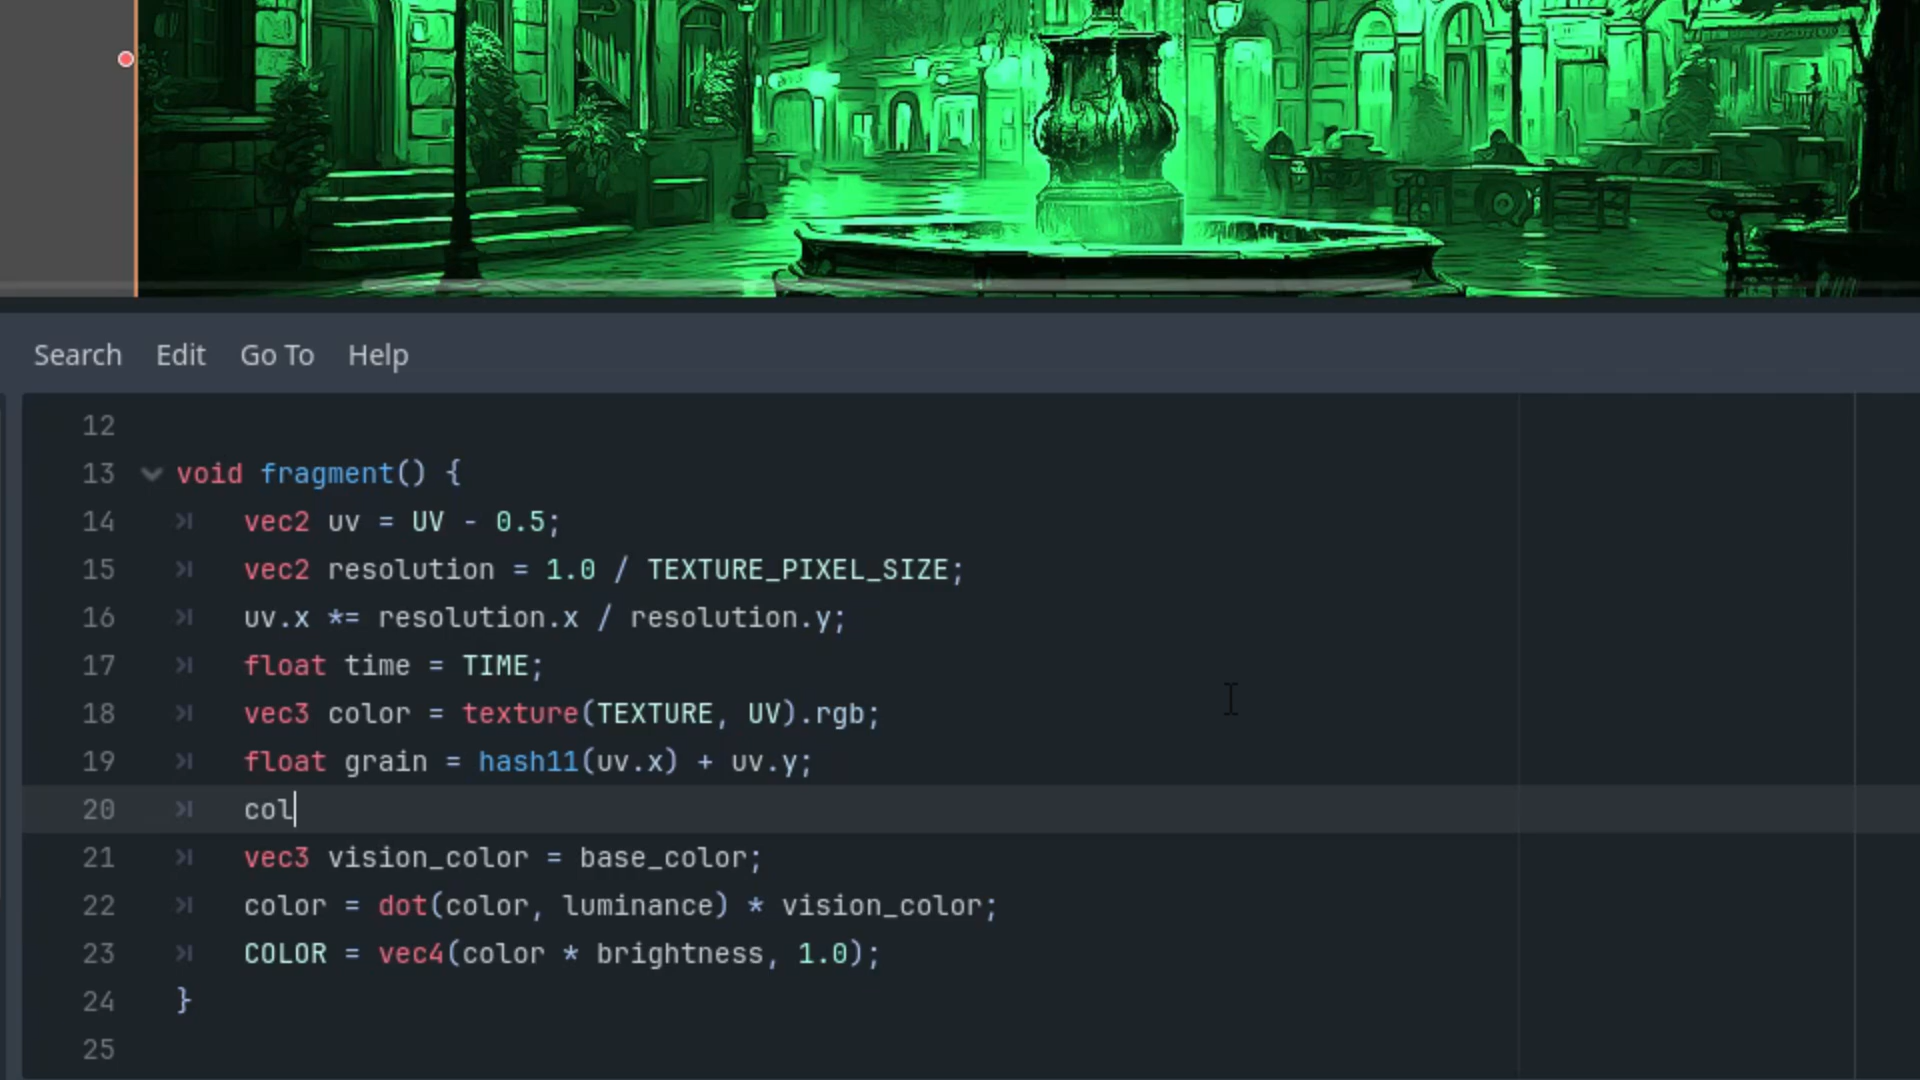 Search Edit Go To Help
12
13 void fragment() {
14 vec2 uv = UV - 0.5;
15 vec2 resolution = 1.0 / TEXTURE_PIXEL_SIZE;
16 uv.x *= resolution.x / resolution.y;
17 float time = TIME;
18 vec3 color = texture(TEXTURE, UV).rgb;
19 float grain = hash11(uv.x) + uv.y;
20 col
21 vec3 vision_color = base_color;
22 color = dot(color, luminance) * vision_color;
23 COLOR = vec4(color * brightness, 1.0);
24 }
25